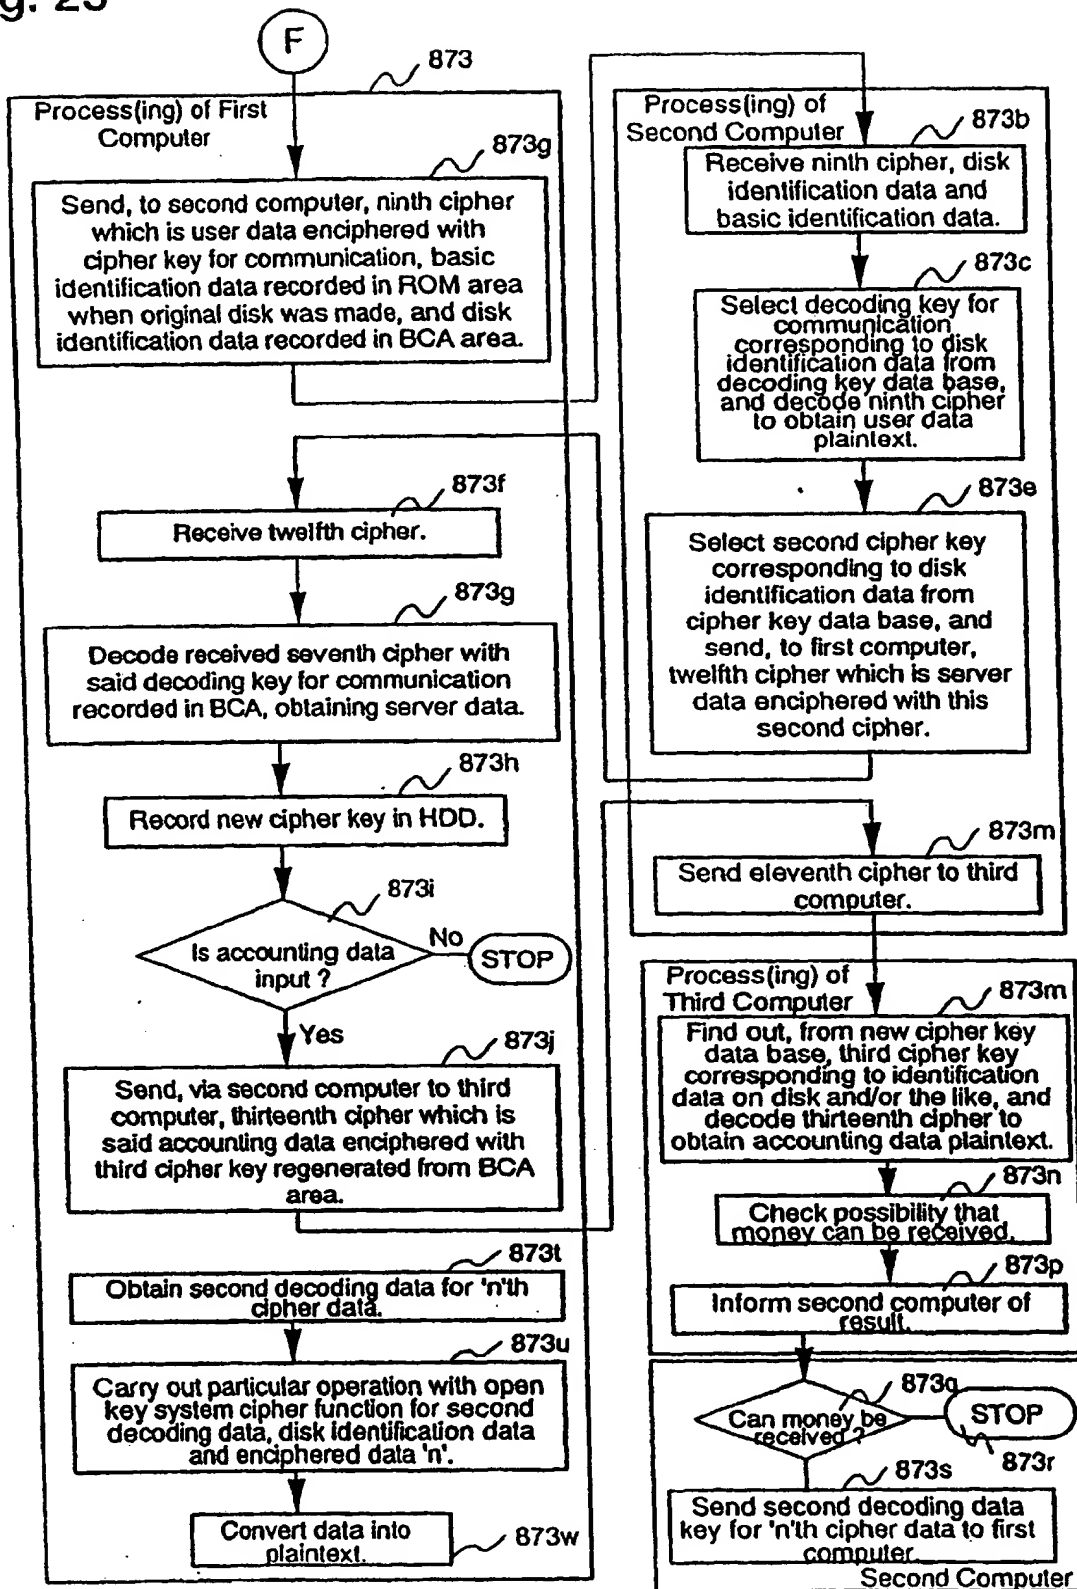 g. 23
F
873
Process(ing) of First
Computer
873g
Send, to second computer, ninth cipher
which is user data enciphered with
cipher key for communication, basic
identification data recorded in ROM area
when original disk was made, and disk
identification data recorded in BCA area.
873f
Receive twelfth cipher.
873g
Decode received seventh cipher with
said decoding key for communication
recorded in BCA, obtaining server data.
873h
Record new cipher key in HDD.
873i
Is accounting data
input ?
No
STOP
Yes
873j
Send, via second computer to third
computer, thirteenth cipher which is
said accounting data enciphered with
third cipher key regenerated from BCA
area.
873t
Obtain second decoding data for 'n'th
cipher data.
873u
Carry out particular operation with open
key system cipher function for second
decoding data, disk identification data
and enciphered data 'n'.
Convert data into
plaintext.
873w
Process(ing) of
Second Computer
873b
Receive ninth cipher, disk
identification data and
basic identification data.
873c
Select decoding key for
communication
corresponding to disk
identification data from
decoding key data base,
and decode ninth cipher
to obtain user data
plaintext.
873e
Select second cipher key
corresponding to disk
identification data from
cipher key data base, and
send, to first computer,
twelfth cipher which is server
data enciphered with this
second cipher.
873m
Send eleventh cipher to third
computer.
Process(ing) of
Third Computer
873m
Find out, from new cipher key
data base, third cipher key
corresponding to identification
data on disk and/or the like, and
decode thirteenth cipher to
obtain accounting data plaintext.
873n
Check possibility that
money can be received.
873p
Inform second computer of
result.
873q
Can money be
received ?
STOP
873r
873s
Send second decoding data
key for 'n'th cipher data to first
computer.
Second Computer